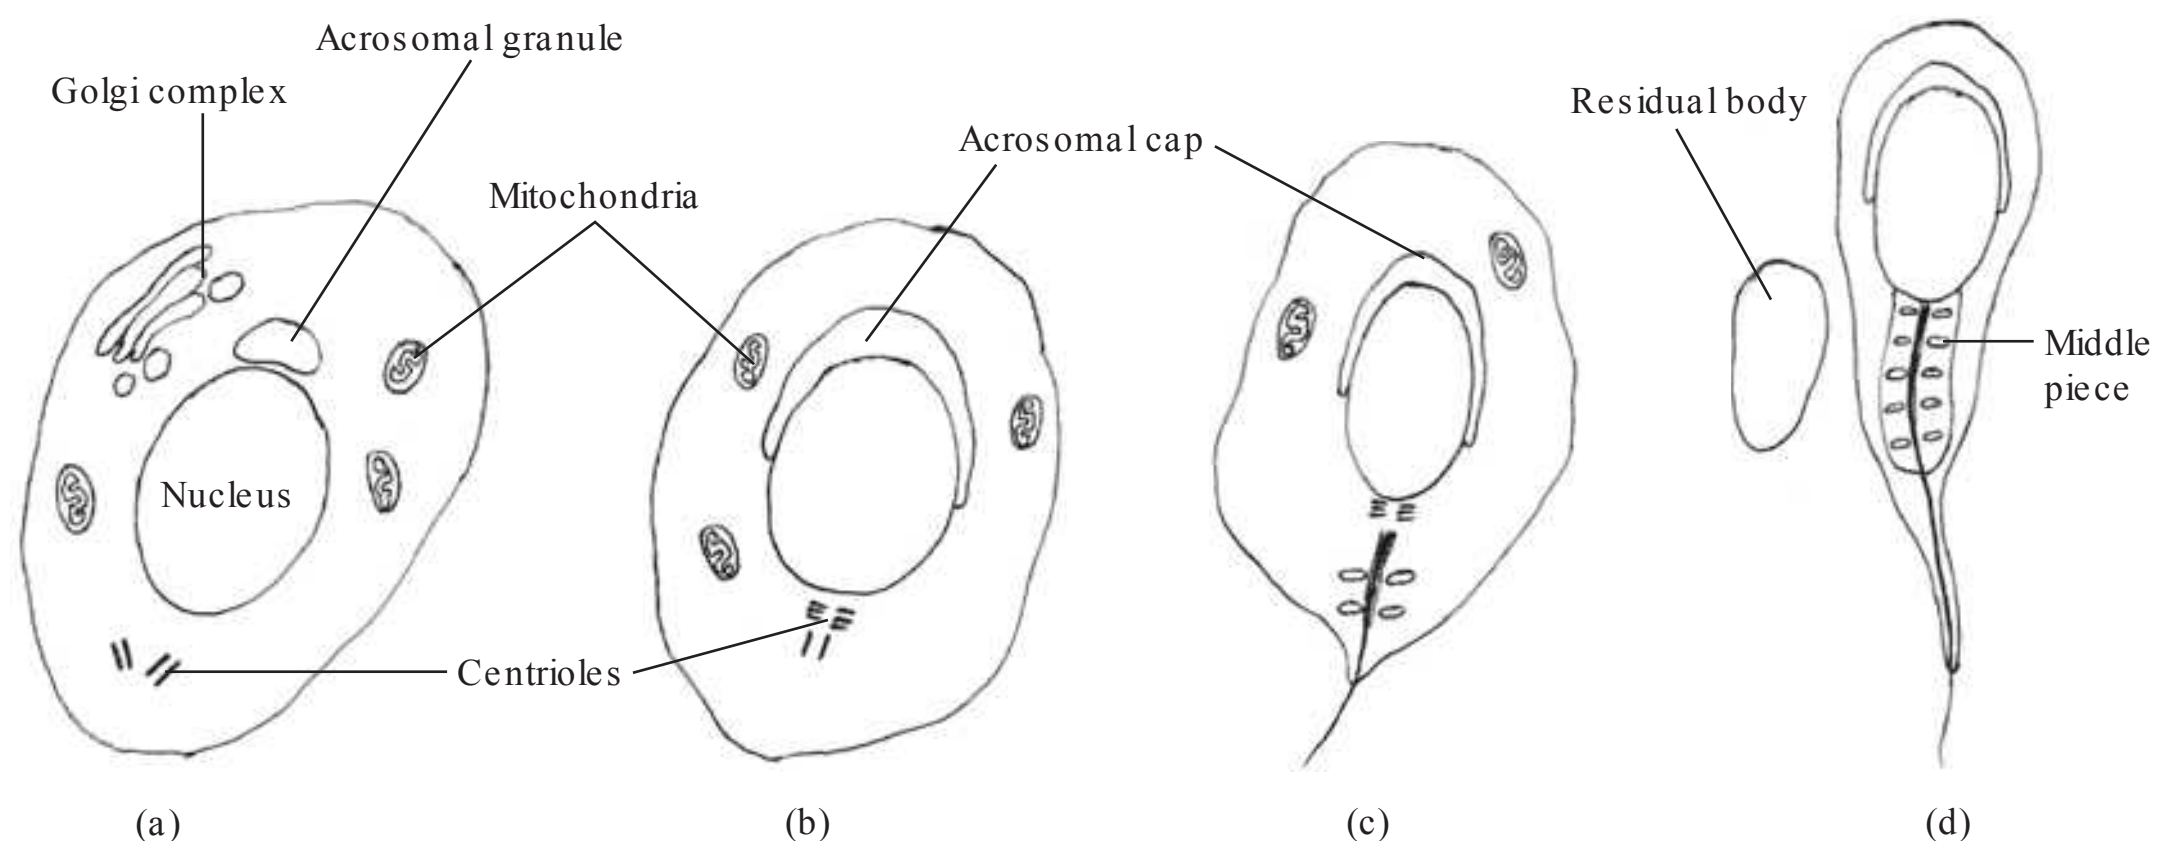 Acrosomal granule
Golgi complex
Residual body
Acrosomal cap
Mitochondria
Middle
piece
Nucleus
Centrioles
(a)
(b)
(c)
(d)